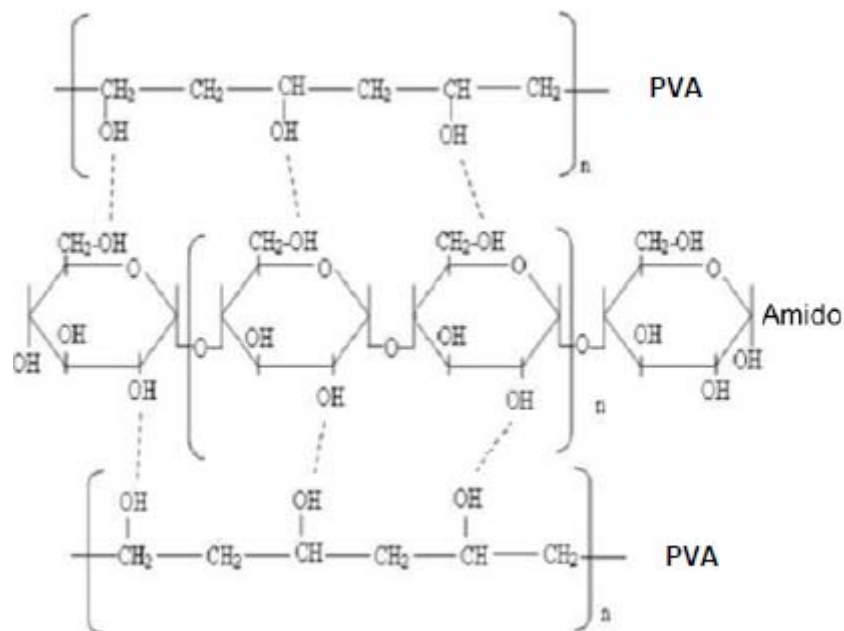 CH₂ CH₂ CH CH₂ CH CH₂ PVA
OH OH OH
n
CH₂-OH CH₂-OH CH₂-OH CH₂-OH
O O O O
OH OH OH OH Amido
OH O O O OH
OH OH OH OH
n
OH OH OH
CH₂ CH₂ CH CH₂ CH CH₂ PVA
n